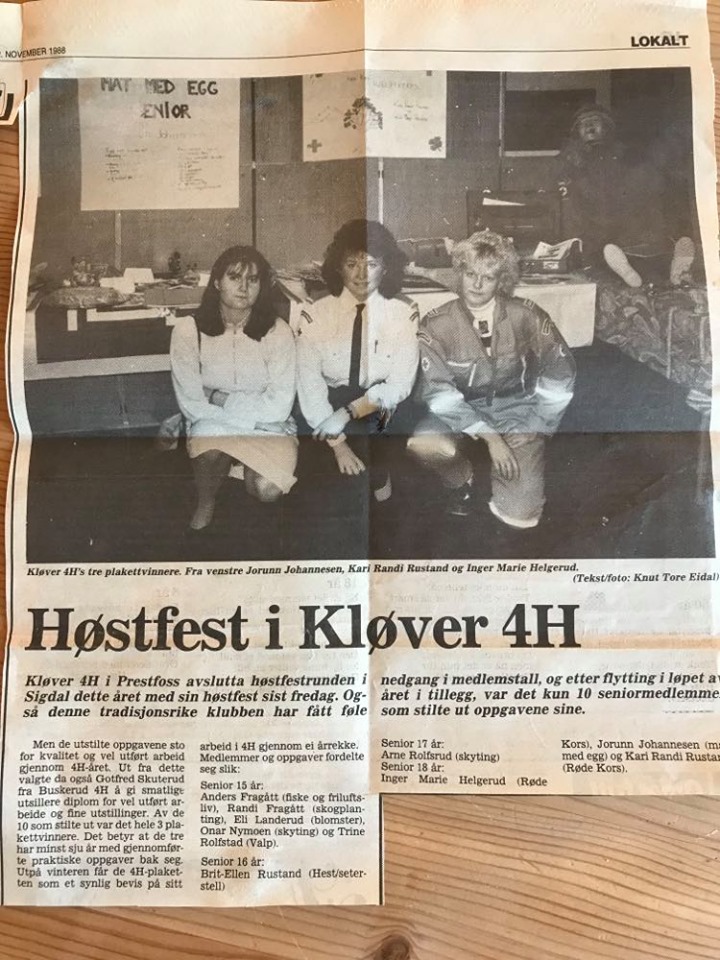 . NOVEMBER 1988
LOKALT
MAT MED EGG
SENIOR
Kløver 4H's tre plakettvinnere. Fra venstre Jorunn Johannesen, Kari Randi Rustand og Inger Marie Helgerud.
(Tekst/foto: Knut Tore Eidal)
Høstfest i Kløver 4H
Kløver 4H i Prestfoss avslutta høstfestrunden i
Sigdal dette året med sin høstfest sist fredag. Og-
så denne tradisjonsrike klubben har fått føle
nedgang i medlemstall, og etter flytting i løpet av
året i tillegg, var det kun 10 seniormedlemme
som stilte ut oppgavene sine.
Men de utstilte oppgavene sto
for kvalitet og vel utført arbeid
gjennom 4H-året. Ut fra dette
valgte da også Gotfred Skuterud
fra Buskerud 4H å gi smatlige
utsillere diplom for vel utført ar-
beide og fine utstillinger. Av de
10 som stilte ut var det hele 3 pla-
kettvinnere. Det betyr at de tre
har minst sju år med gjennomfør-
te praktiske oppgaver bak seg.
Utpå vinteren får de 4H-plaket-
ten som et synlig bevis på sitt
arbeid i 4H gjennom ei årrekke.
Medlemmer og oppgaver fordelte
seg slik:
Senior 15 år:
Anders Fragått (fiske og frilufts-
liv), Randi Fragått (skogplan-
ting), Eli Landerud (blomster),
Onar Nymoen (skyting) og Trine
Rolfstad (Valp).
Senior 16 år:
Brit-Ellen Rustand (Hest/seter-
stell)
Senior 17 år:
Arne Rolfsrud (skyting)
Senior 18 år:
Inger Marie Helgerud (Røde
Kors), Jorunn Johannesen (ma
med egg) og Kari Randi Rustan
(Røde Kors).